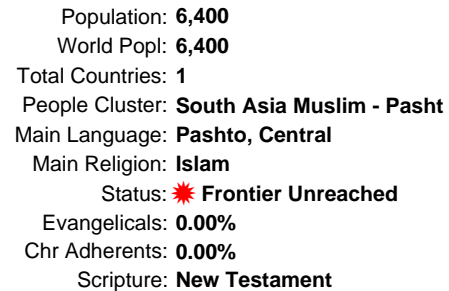 Population: 6,400
World Popl: 6,400
Total Countries: 1
People Cluster: South Asia Muslim - Pasht
Main Language: Pashto, Central
Main Religion: Islam
Status: Frontier Unreached
Evangelicals: 0.00%
Chr Adherents: 0.00%
Scripture: New Testament